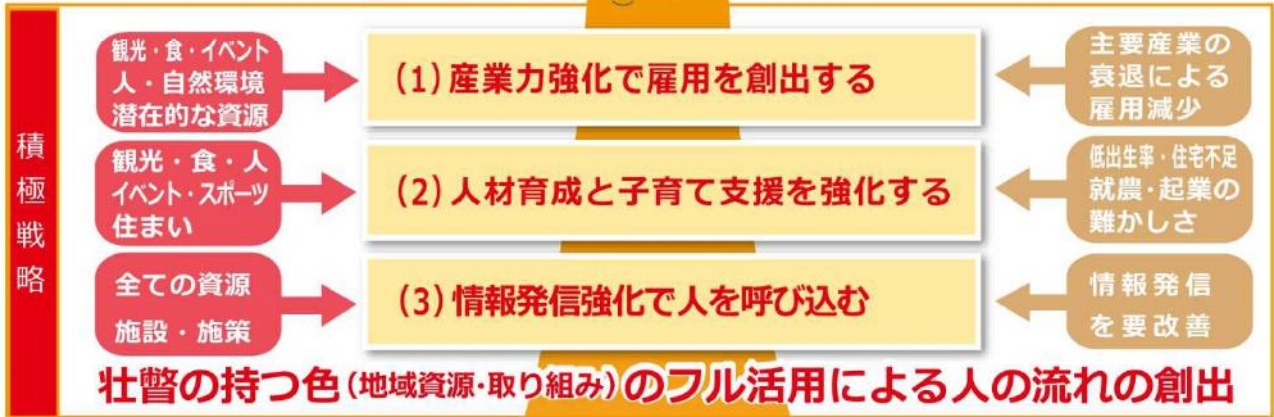 積極戦略
観光・食・イベント
人・自然環境
潜在的な資源
(1)産業力強化で雇用を創出する
主要産業の
衰退による
雇用減少
観光・食・人
イベント・スポーツ
住まい
(2)人材育成と子育て支援を強化する
低出生率・住宅不足
就農・起業の
難かしさ
全ての資源
施設・施策
(3)情報発信強化で人を呼び込む
情報発信
を要改善
壮瞥の持つ色(地域資源・取り組み)のフル活用による人の流れの創出